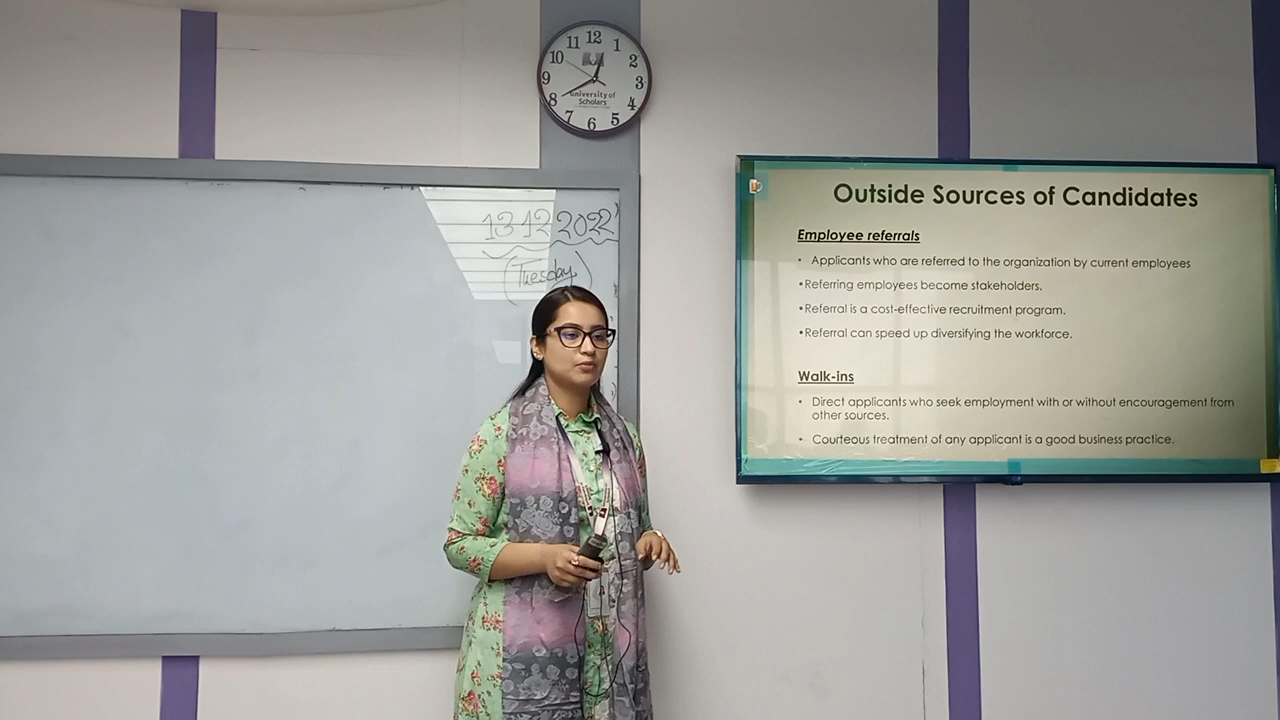 12
11 1
10 2
9 3
university of
Scholars
8 4
7 5
6
13 12 2022
(Tuesday)
Outside Sources of Candidates
Employee referrals
• Applicants who are referred to the organization by current employees
•Referring employees become stakeholders.
•Referral is a cost-effective recruitment program.
•Referral can speed up diversifying the workforce.
Walk-ins
• Direct applicants who seek employment with or without encouragement from
other sources.
• Courteous treatment of any applicant is a good business practice.